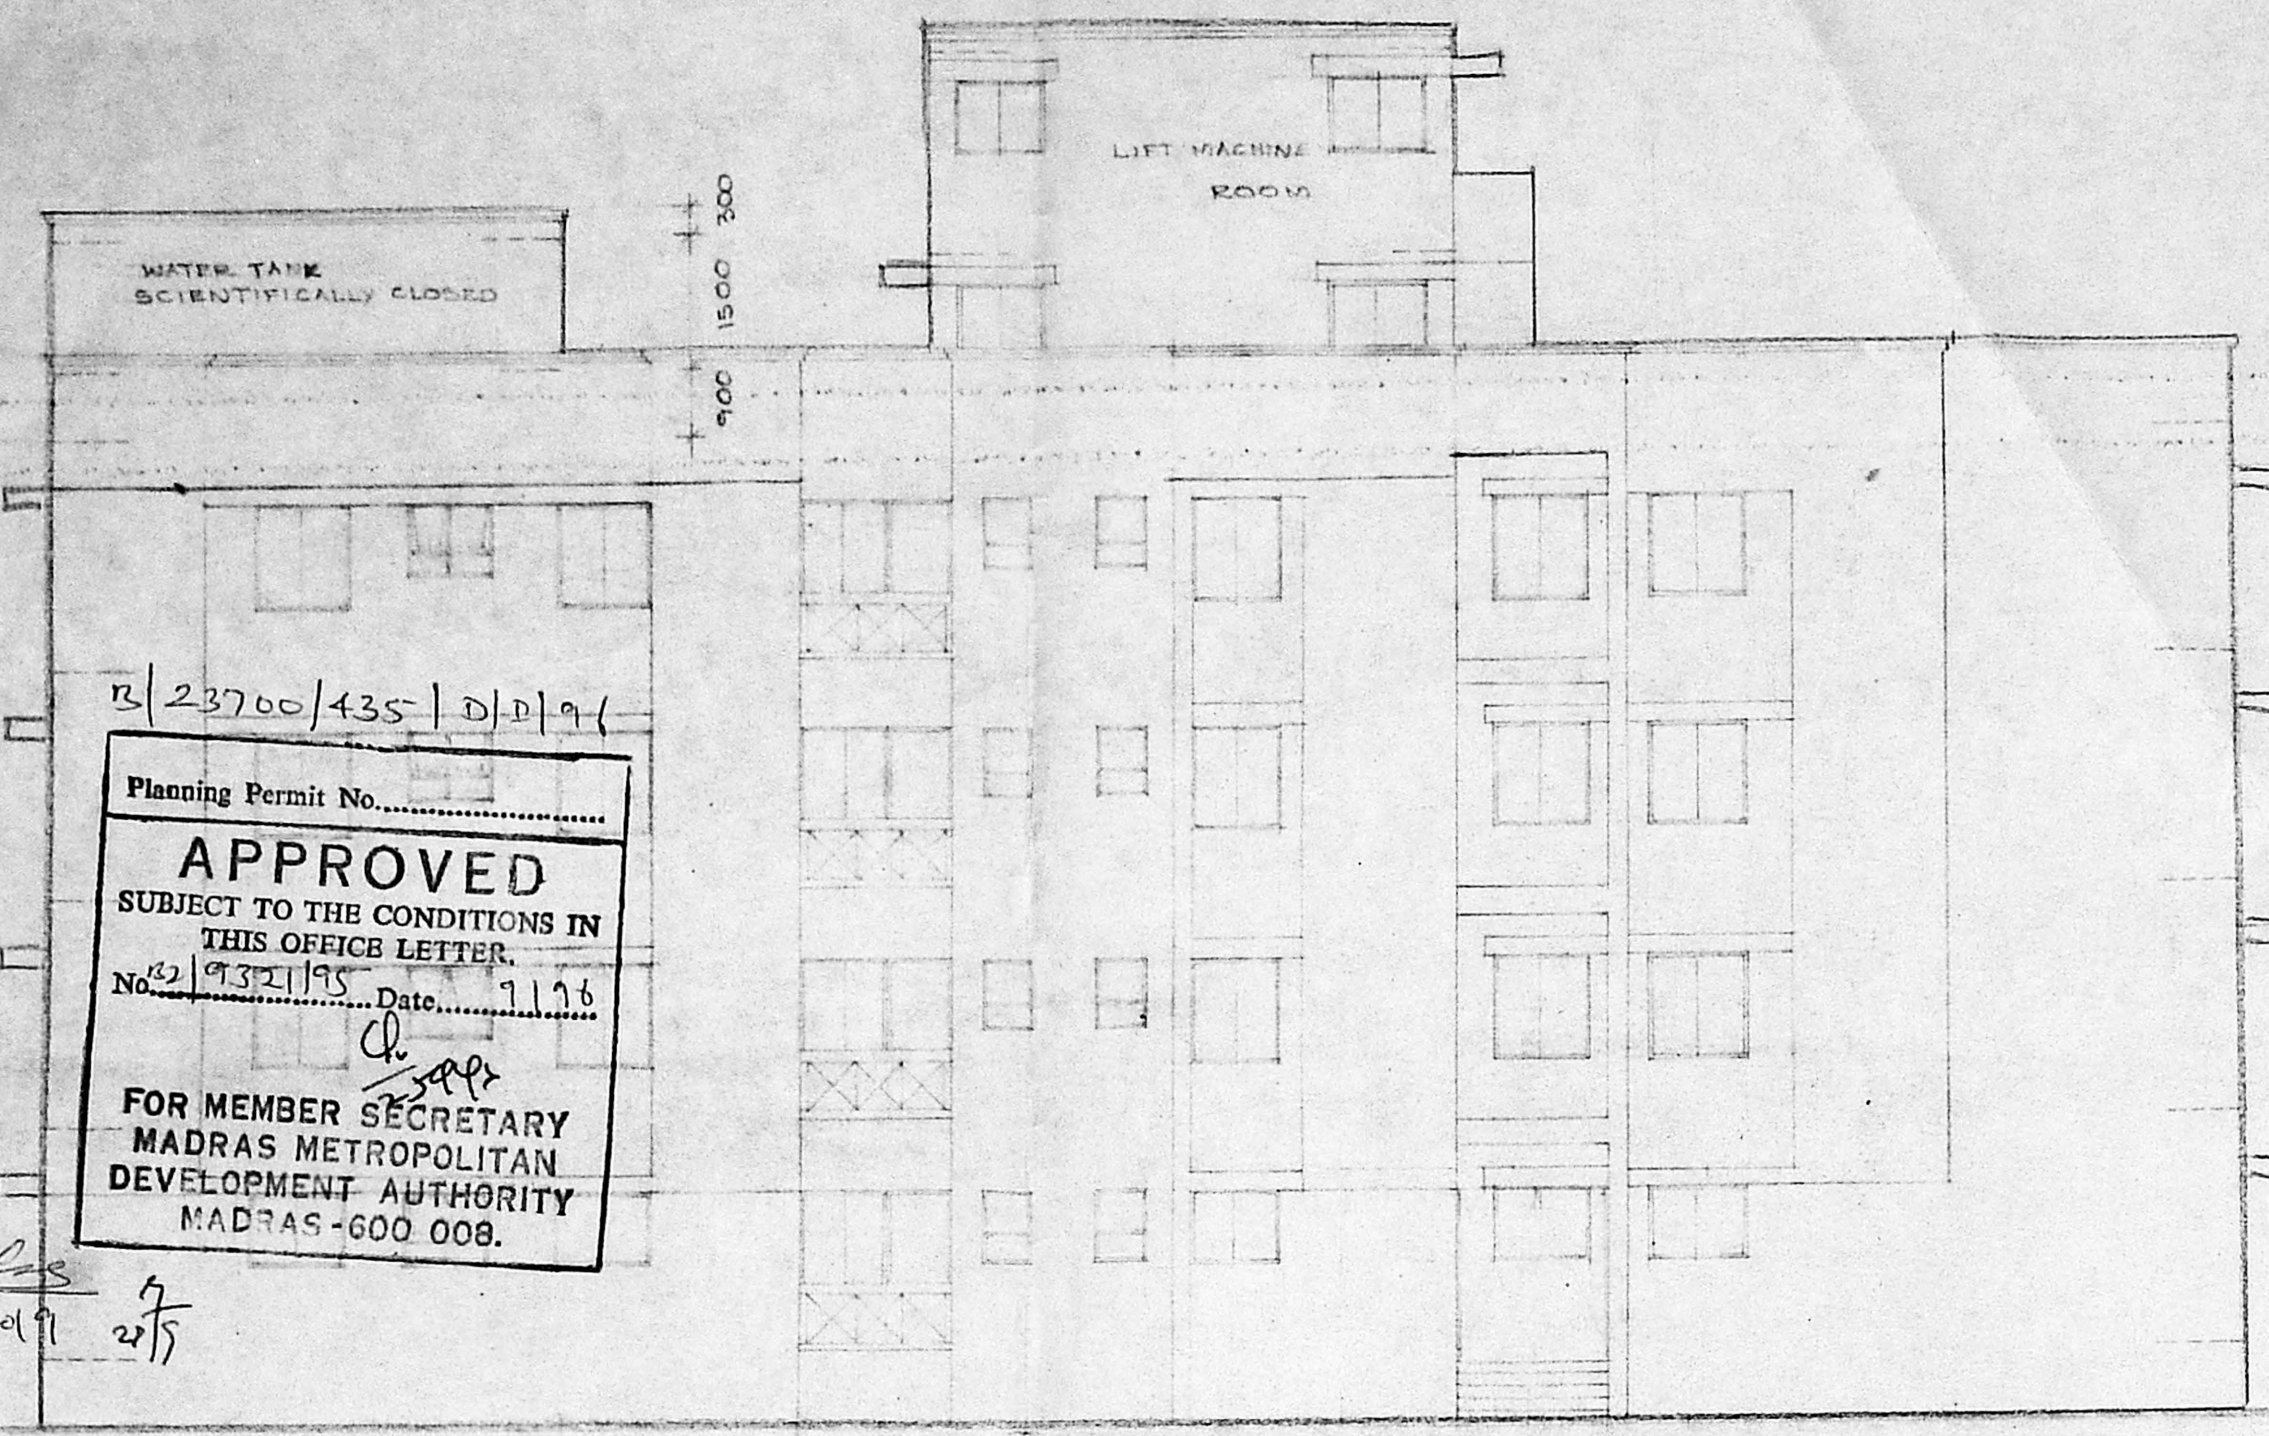 LIFT MACHINE
ROOM
300
1500
900
WATER TANK
SCIENTIFICALLY CLOSED
B/23700/435/D/D/96
Planning Permit No.
APPROVED
SUBJECT TO THE CONDITIONS IN
THIS OFFICE LETTER.
No. B2/9321/95 Date 9/96
FOR MEMBER SECRETARY
MADRAS METROPOLITAN
DEVELOPMENT AUTHORITY
MADRAS-600 008.